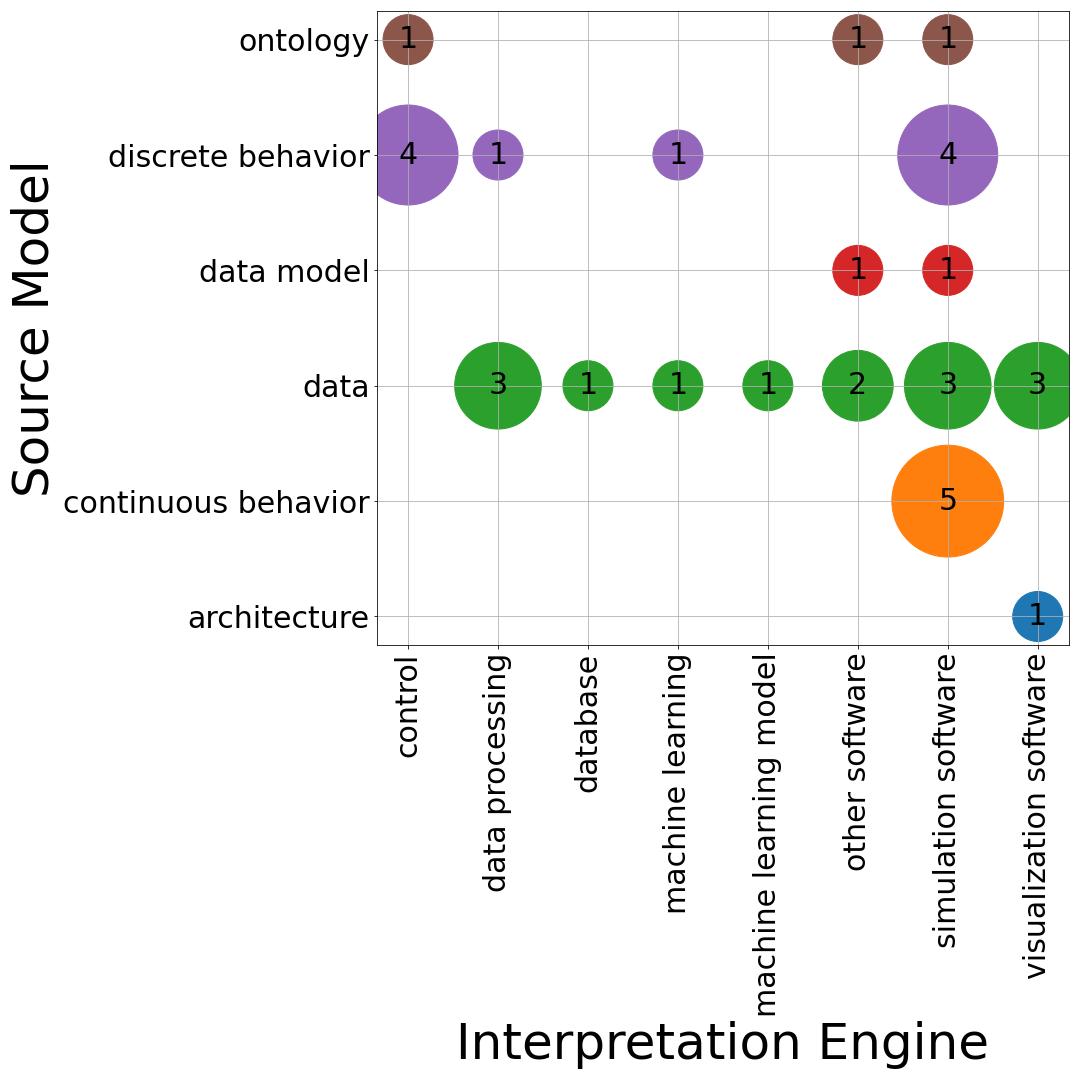 Source Model
ontology
1 1 1
discrete behavior
4 1 1 4
data model
1 1
data
3 1 1 1 2 3 3
continuous behavior
5
architecture
1
control
data processing
database
machine learning
machine learning model
other software
simulation software
visualization software
Interpretation Engine